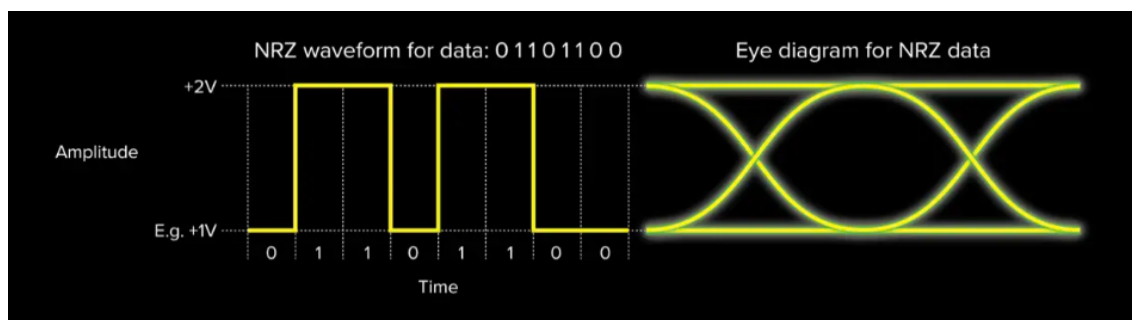 NRZ waveform for data: 0 1 1 0 1 1 0 0
Eye diagram for NRZ data
+2V
Amplitude
E.g. +1V
0 1 1 0 1 1 0 0
Time